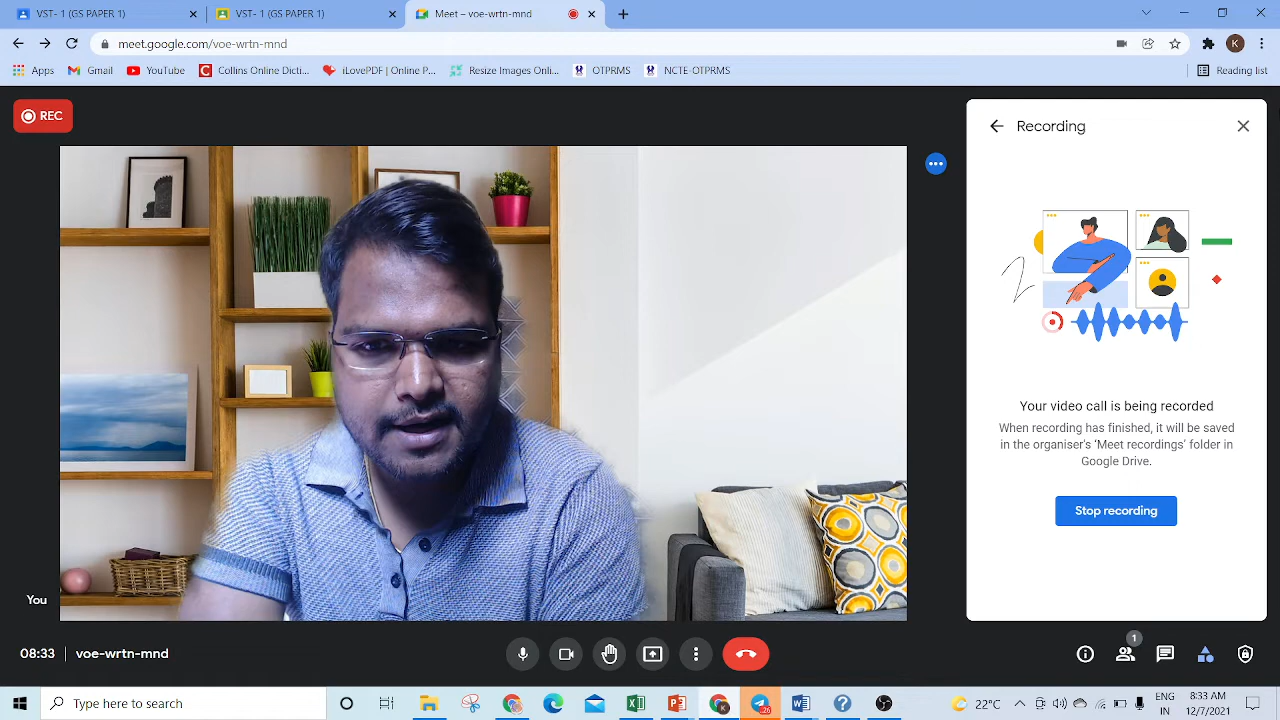 VST- 1 (GS PAPER 1)
VST- 1 (GS PAPER 1)
Meet – voe-wrtn-mnd
meet.google.com/voe-wrtn-mnd
K
Apps
Gmail
YouTube
Collins Online Dicti...
iLovePDF | Online P...
Resize Images Onli...
OTPRMS
NCTE-OTPRMS
Reading list
REC
Recording
Your video call is being recorded
When recording has finished, it will be saved
in the organiser's ‘Meet recordings’ folder in
Google Drive.
Stop recording
You
08:33 | voe-wrtn-mnd
1
Type here to search
22°C
ENG
IN
8:33 AM
12/7/2021